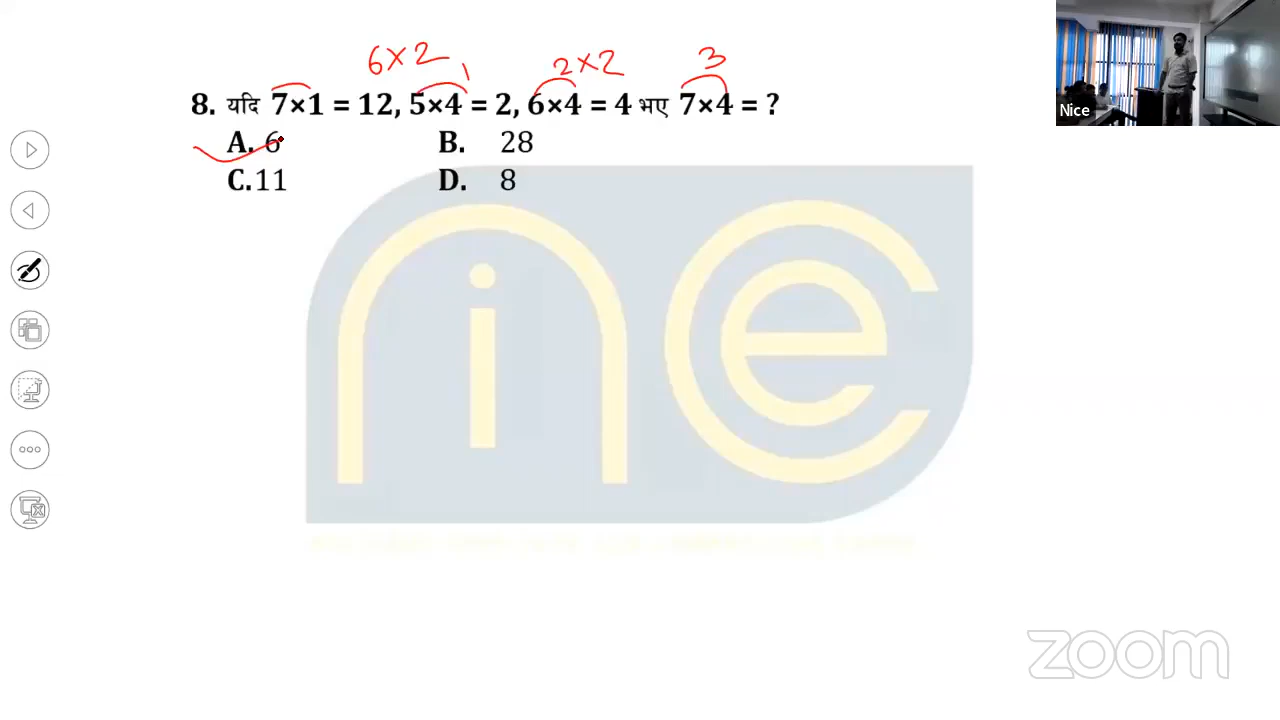 6×2 1 2×2 3
8. यदि 7×1 = 12, 5×4 = 2, 6×4 = 4 भए 7×4 = ?
A. 6 B. 28
C. 11 D. 8
nice
Nice
zoom